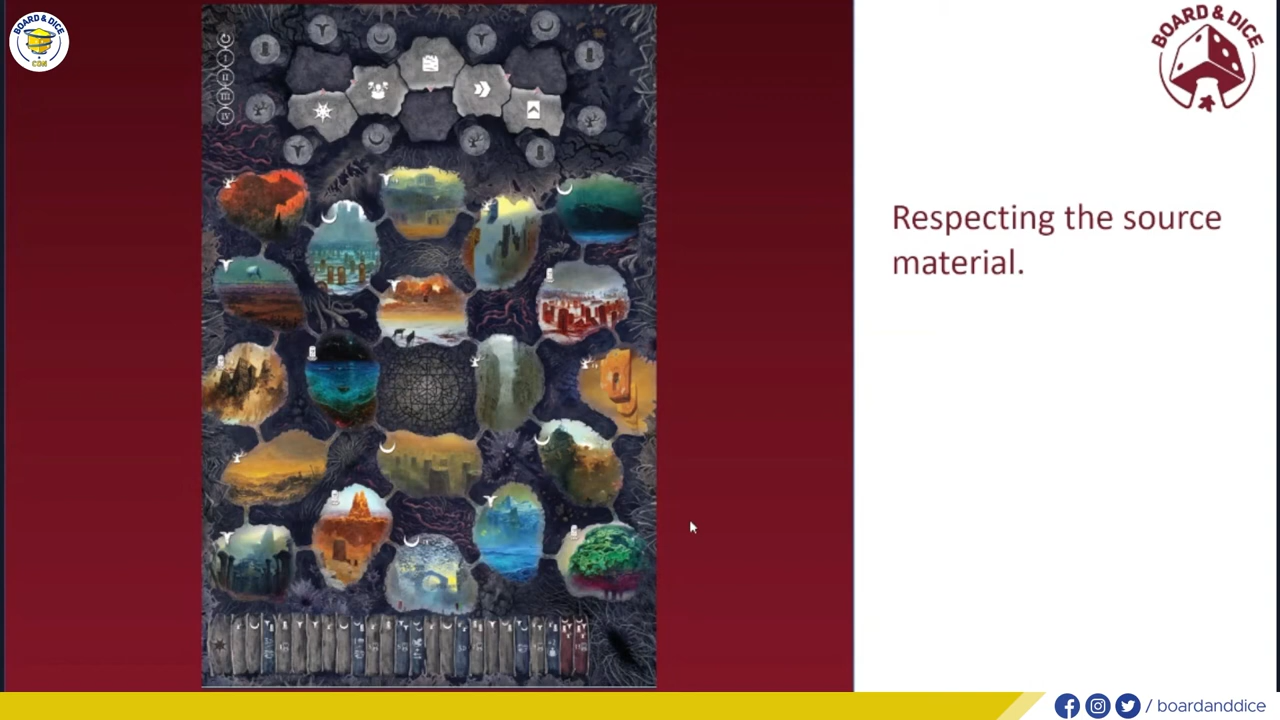 BOARD & DICE
CON
BOARD & DICE
Respecting the source
material.
/ boardanddice